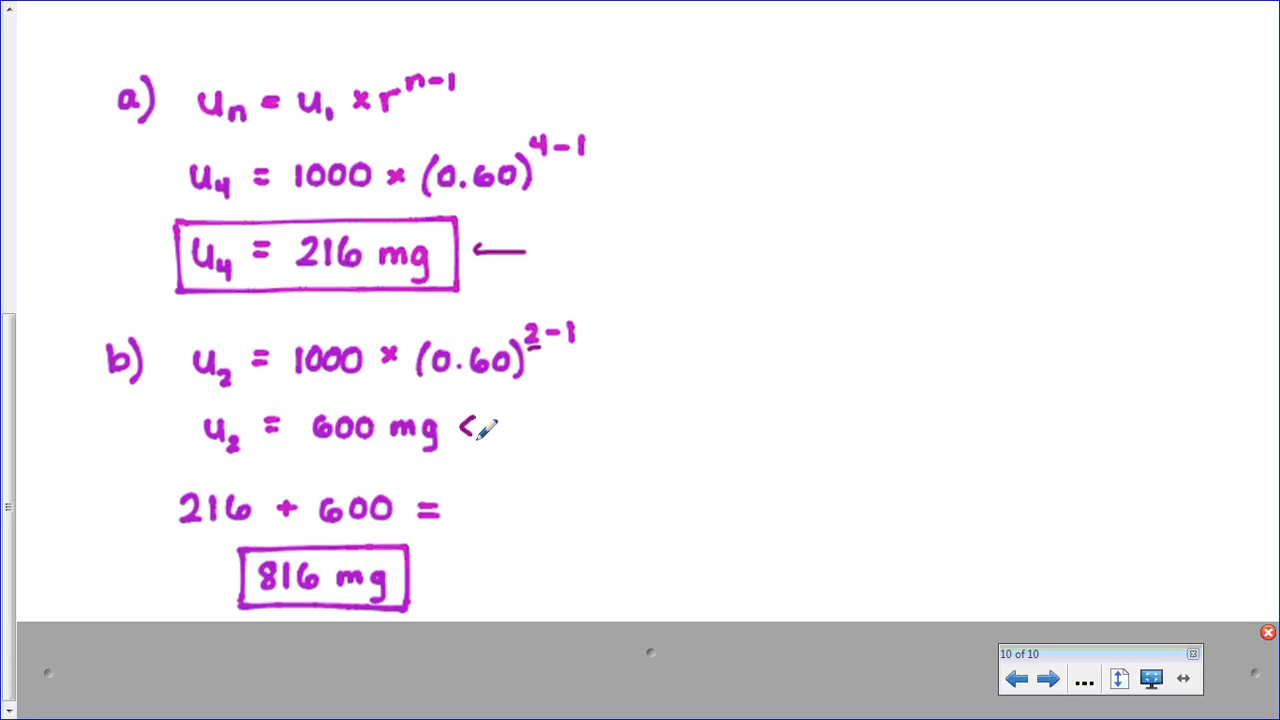 a) uₙ = u₁ × rⁿ⁻¹
u₄ = 1000 × (0.60)⁴⁻¹
u₄ = 216 mg ←
b) u₂ = 1000 × (0.60)²⁻¹
u₂ = 600 mg <
216 + 600 =
816 mg
10 of 10
...